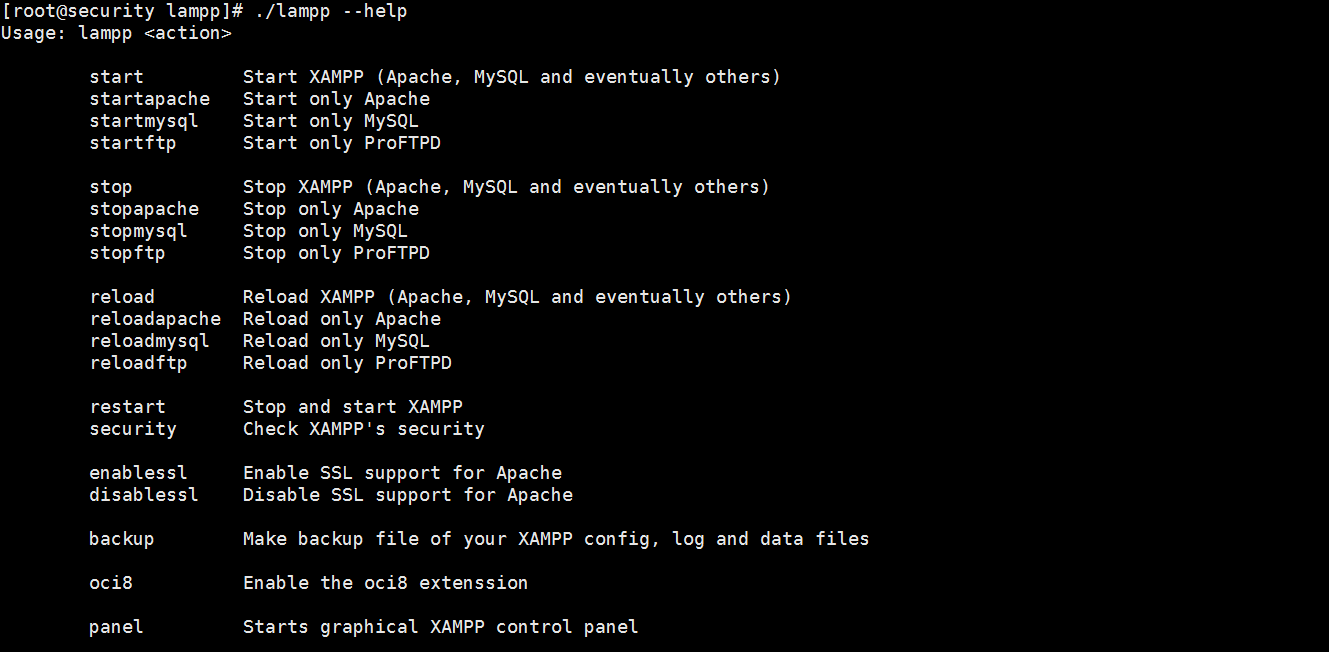 [root@security lampp]# ./lampp --help
Usage: lampp <action>
start Start XAMPP (Apache, MySQL and eventually others)
startapache Start only Apache
startmysql Start only MySQL
startftp Start only ProFTPD
stop Stop XAMPP (Apache, MySQL and eventually others)
stopapache Stop only Apache
stopmysql Stop only MySQL
stopftp Stop only ProFTPD
reload Reload XAMPP (Apache, MySQL and eventually others)
reloadapache Reload only Apache
reloadmysql Reload only MySQL
reloadftp Reload only ProFTPD
restart Stop and start XAMPP
security Check XAMPP's security
enablessl Enable SSL support for Apache
disablessl Disable SSL support for Apache
backup Make backup file of your XAMPP config, log and data files
oci8 Enable the oci8 extenssion
panel Starts graphical XAMPP control panel